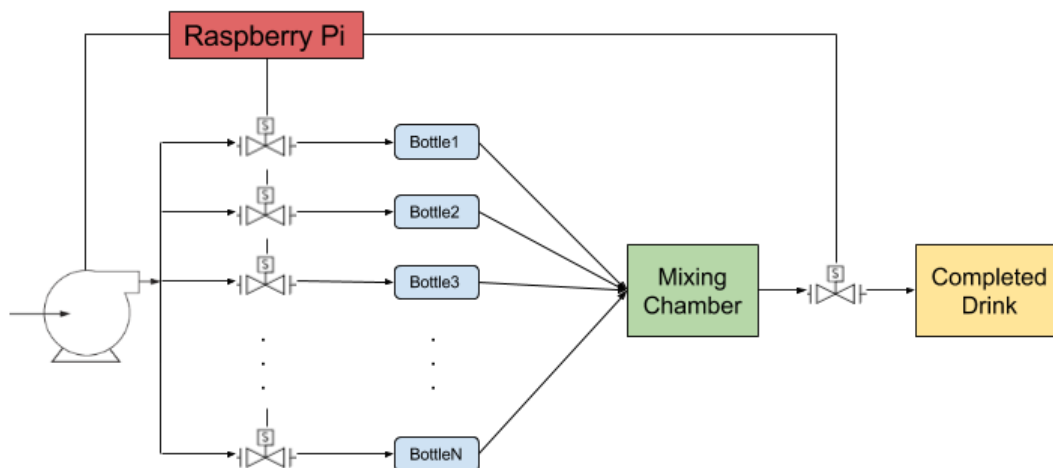 Raspberry Pi
S
Bottle1
S
Bottle2
S
Bottle3
S
Mixing
Chamber
Completed
Drink
S
BottleN